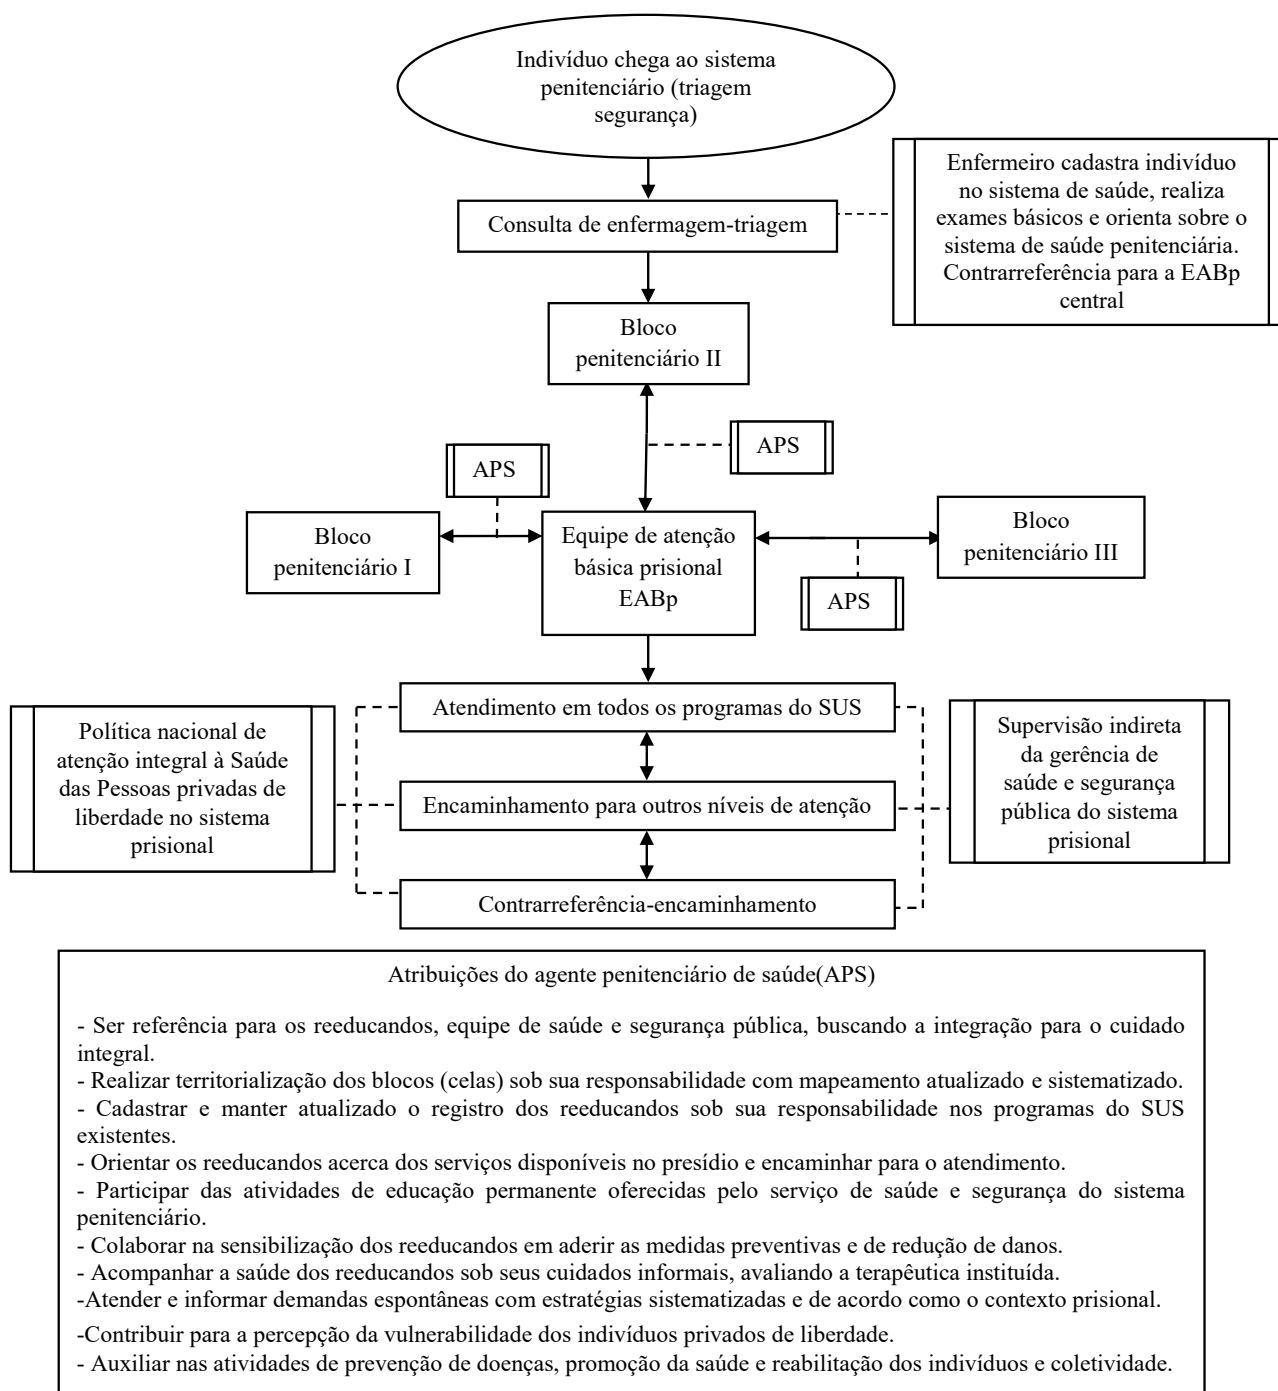 Indivíduo chega ao sistema
penitenciário (triagem
segurança)
Enfermeiro cadastra indivíduo
no sistema de saúde, realiza
exames básicos e orienta sobre o
sistema de saúde penitenciária.
Contrarreferência para a EABp
central
Consulta de enfermagem-triagem
Bloco
penitenciário II
APS
APS
Bloco
penitenciário I
Equipe de atenção
básica prisional
EABp
Bloco
penitenciário III
APS
Atendimento em todos os programas do SUS
Política nacional de
atenção integral à Saúde
das Pessoas privadas de
liberdade no sistema
prisional
Encaminhamento para outros níveis de atenção
Supervisão indireta
da gerência de
saúde e segurança
pública do sistema
prisional
Contrarreferência-encaminhamento
Atribuições do agente penitenciário de saúde(APS)
- Ser referência para os reeducandos, equipe de saúde e segurança pública, buscando a integração para o cuidado
integral.
- Realizar territorialização dos blocos (celas) sob sua responsabilidade com mapeamento atualizado e sistematizado.
- Cadastrar e manter atualizado o registro dos reeducandos sob sua responsabilidade nos programas do SUS
existentes.
- Orientar os reeducandos acerca dos serviços disponíveis no presídio e encaminhar para o atendimento.
- Participar das atividades de educação permanente oferecidas pelo serviço de saúde e segurança do sistema
penitenciário.
- Colaborar na sensibilização dos reeducandos em aderir as medidas preventivas e de redução de danos.
- Acompanhar a saúde dos reeducandos sob seus cuidados informais, avaliando a terapêutica instituída.
-Atender e informar demandas espontâneas com estratégias sistematizadas e de acordo como o contexto prisional.
-Contribuir para a percepção da vulnerabilidade dos indivíduos privados de liberdade.
- Auxiliar nas atividades de prevenção de doenças, promoção da saúde e reabilitação dos indivíduos e coletividade.